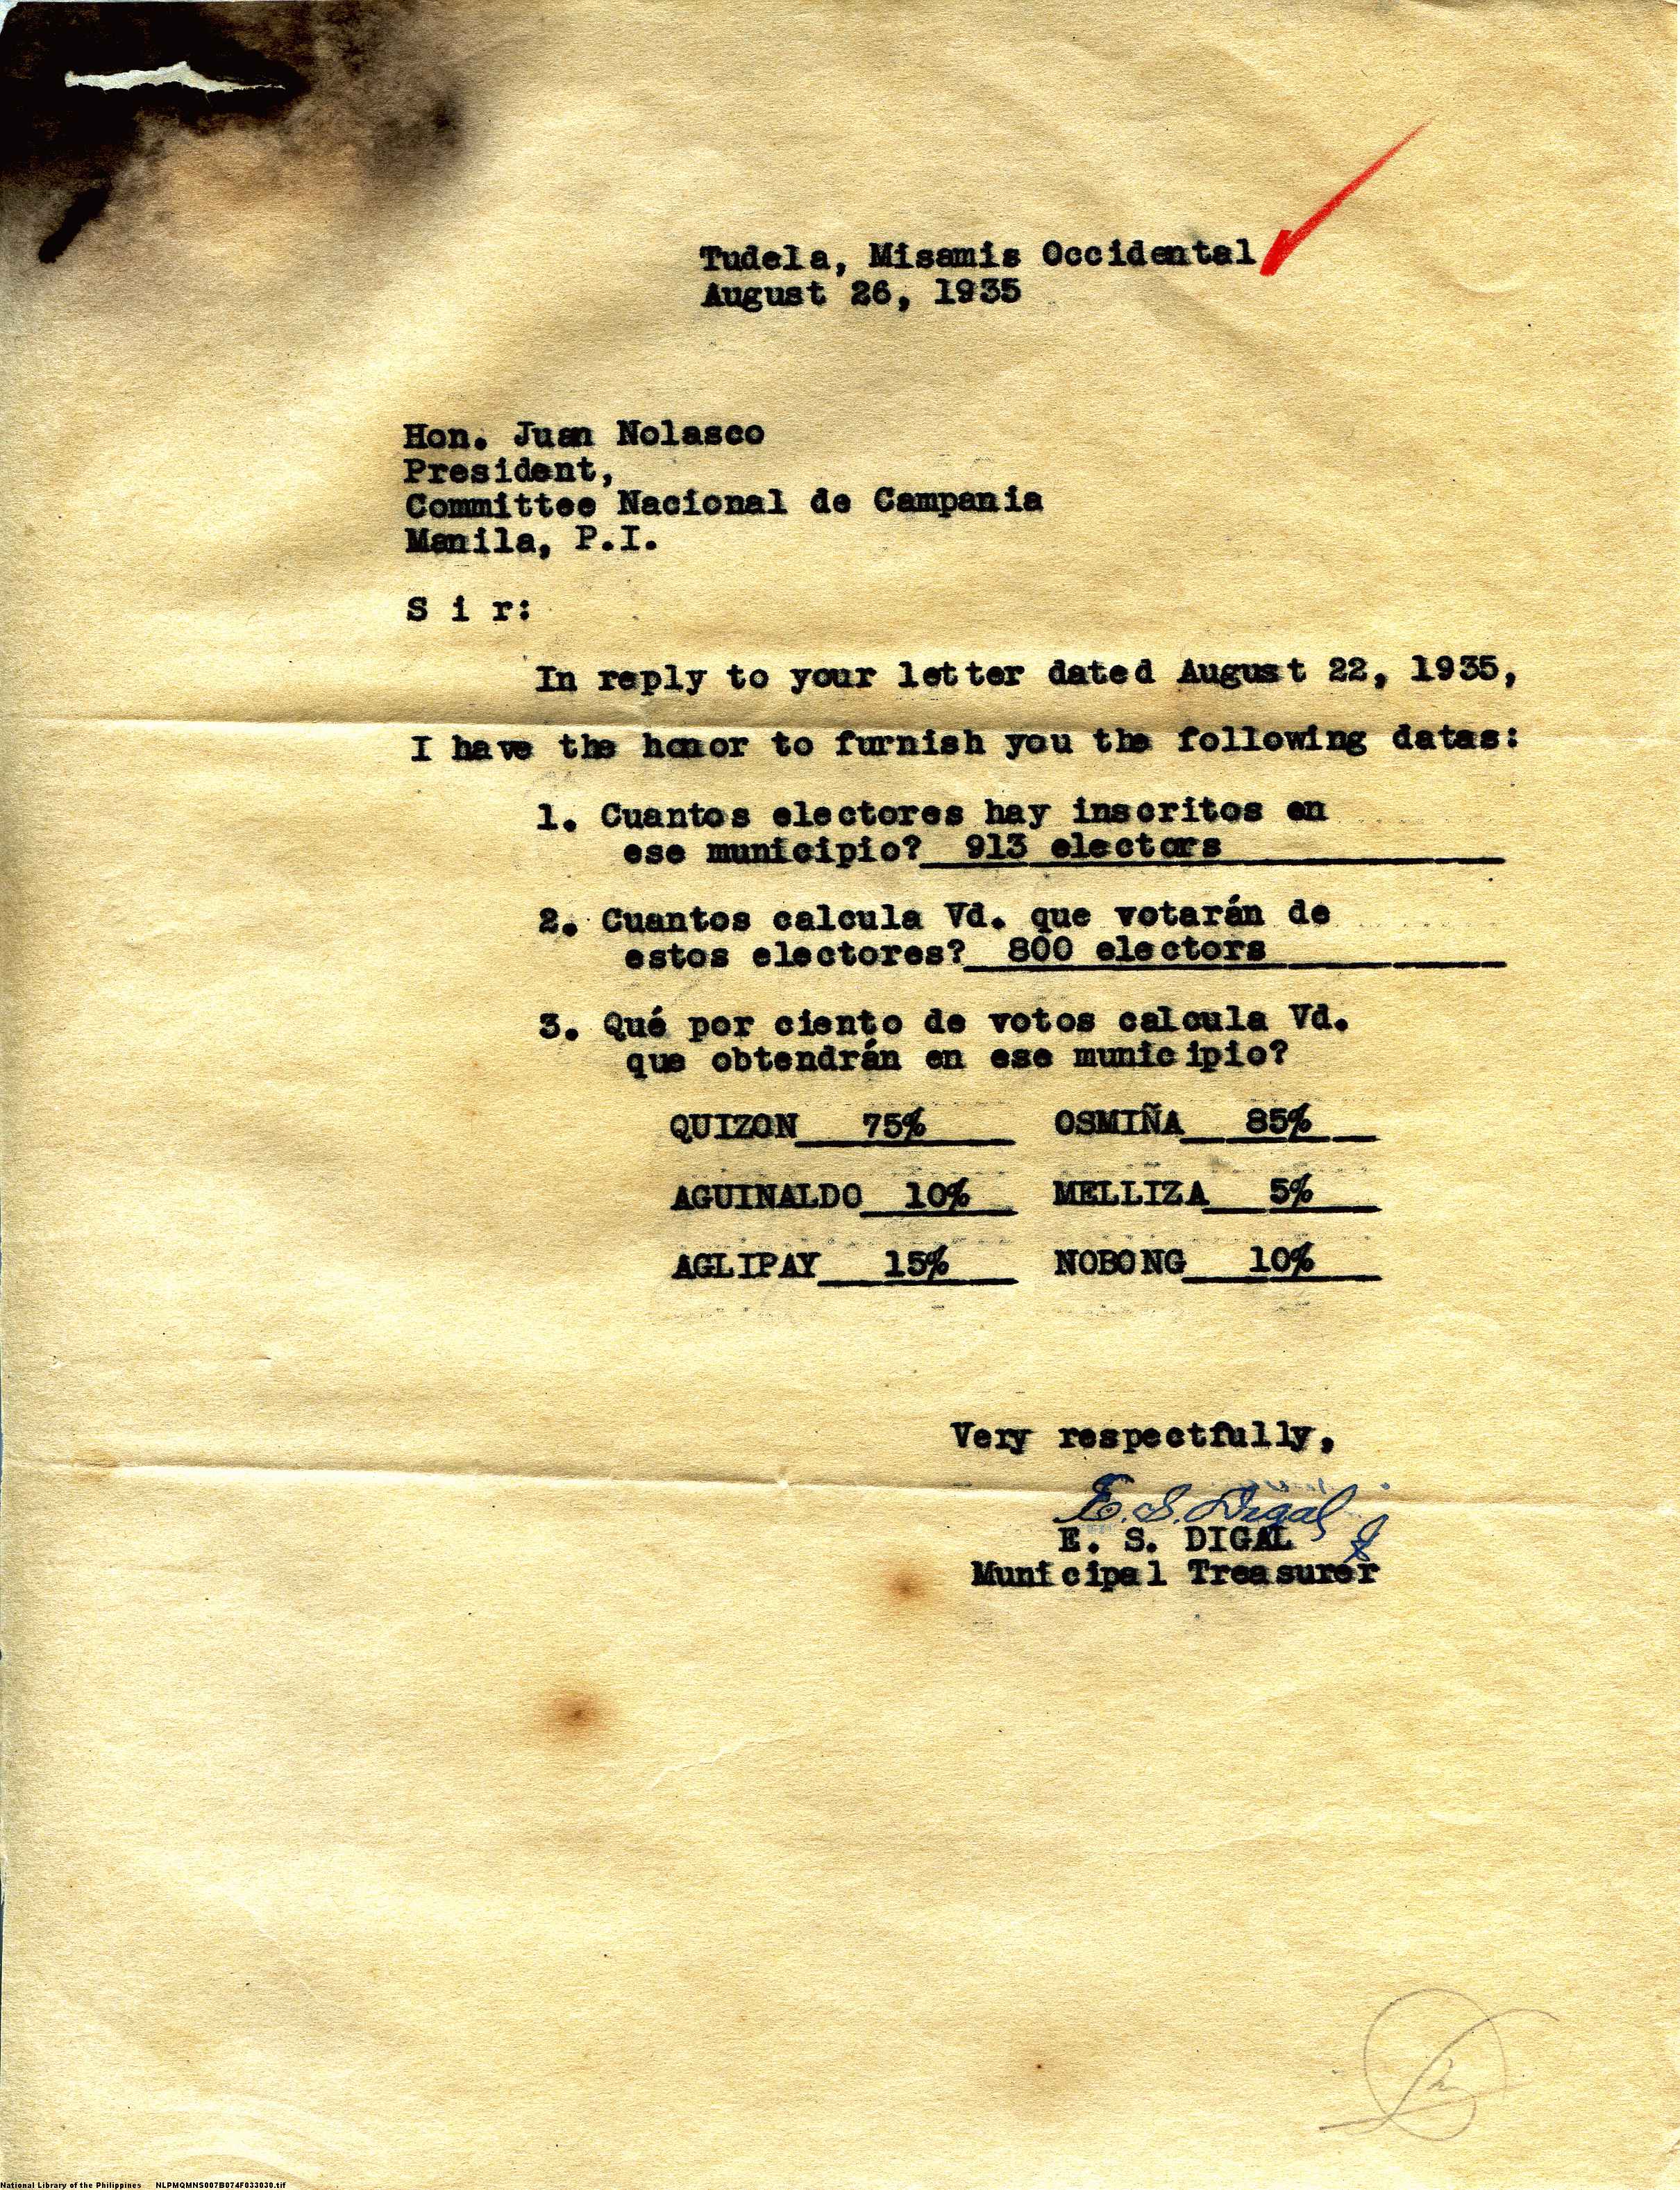 Tudela, Misamis Occidental
August 26, 1935
Hon. Juan Nolasco
President,
Committee Nacional de Campania
Manila, P.I.
S i r:
In reply to your letter dated August 22, 1935,
I have the honor to furnish you the following datas:
1. Cuantos electores hay inscritos en
ese municipio? 913 electors
2. Cuantos calcula Vd. que votarán de
estos electores? 800 electors
3. Qué por ciento de votos calcula Vd.
que obtendrán en ese municipio?
QUIZON 75% OSMIÑA 85%
AGUINALDO 10% MELLIZA 5%
AGLIPAY 15% NOBONG 10%
Very respectfully,
E. S. Digal
E. S. DIGAL
Municipal Treasurer
National Library of the Philippines NLPMQMNS007B074F033030.tif